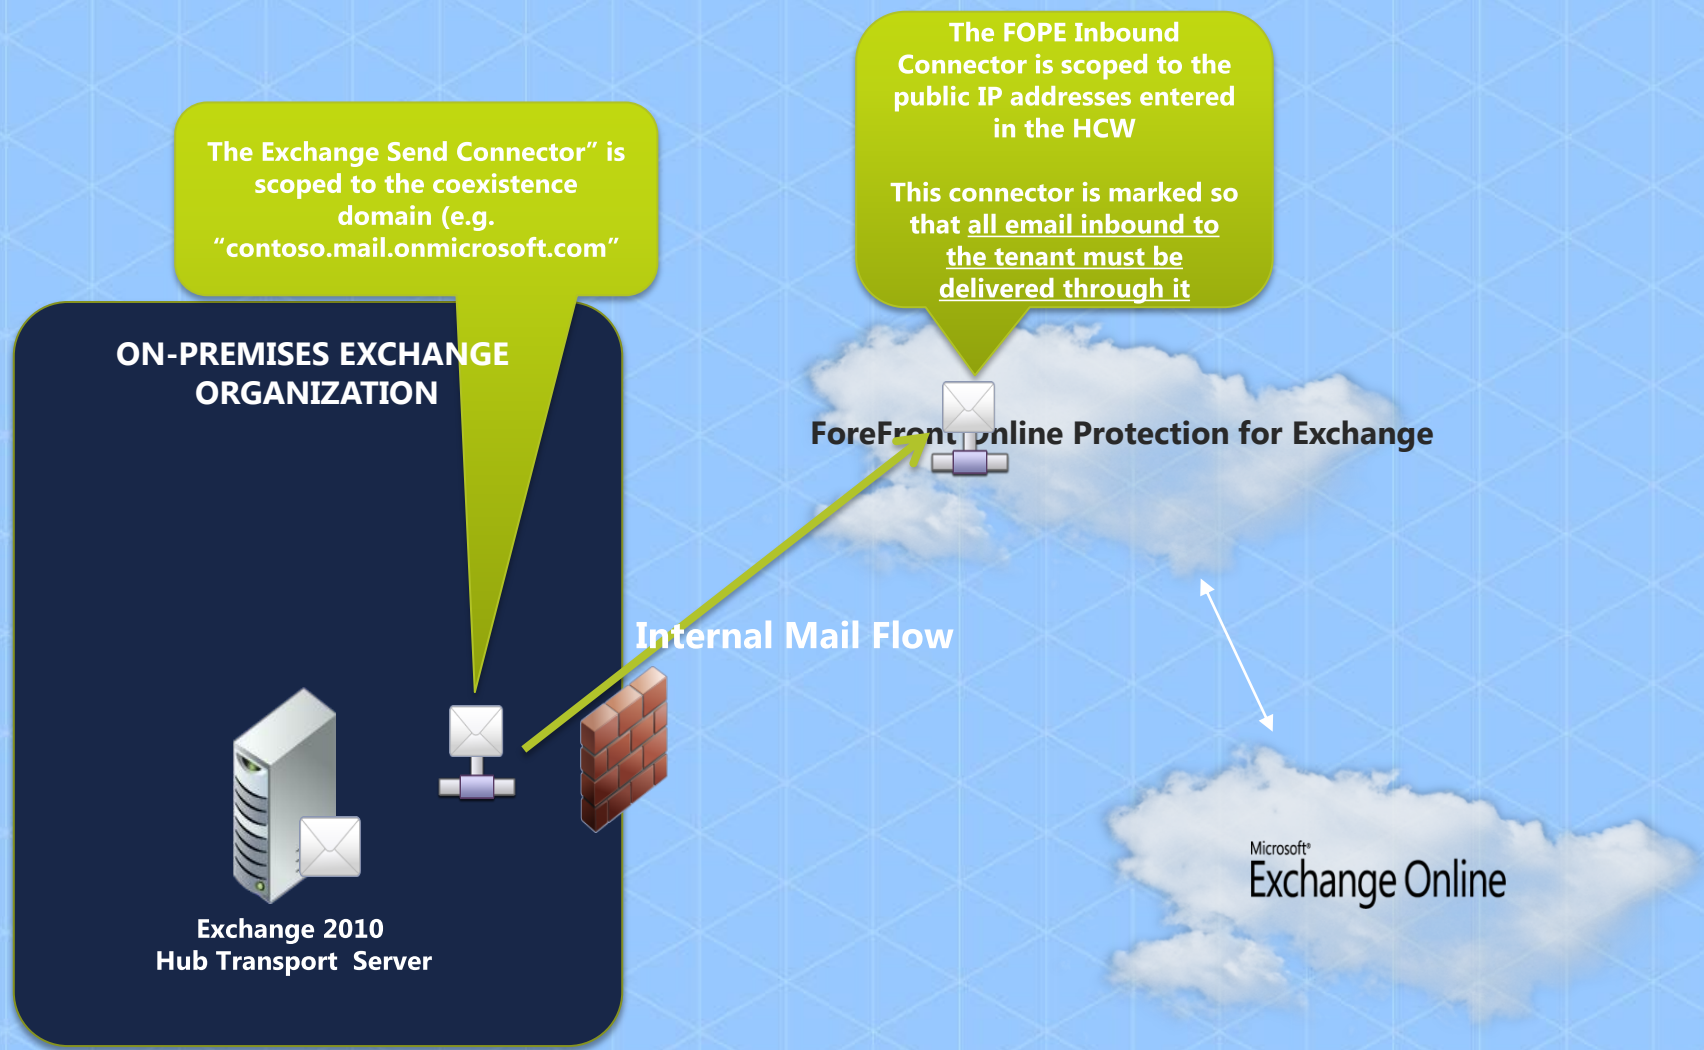 The FOPE Inbound
Connector is scoped to the
public IP addresses entered
in the HCW
This connector is marked so
that all email inbound to
the tenant must be
delivered through it
The Exchange Send Connector” is
scoped to the coexistence
domain (e.g.
“contoso.mail.onmicrosoft.com”
ON-PREMISES EXCHANGE
ORGANIZATION
ForeFront Online Protection for Exchange
Internal Mail Flow
Microsoft®
Exchange Online
Exchange 2010
Hub Transport  Server